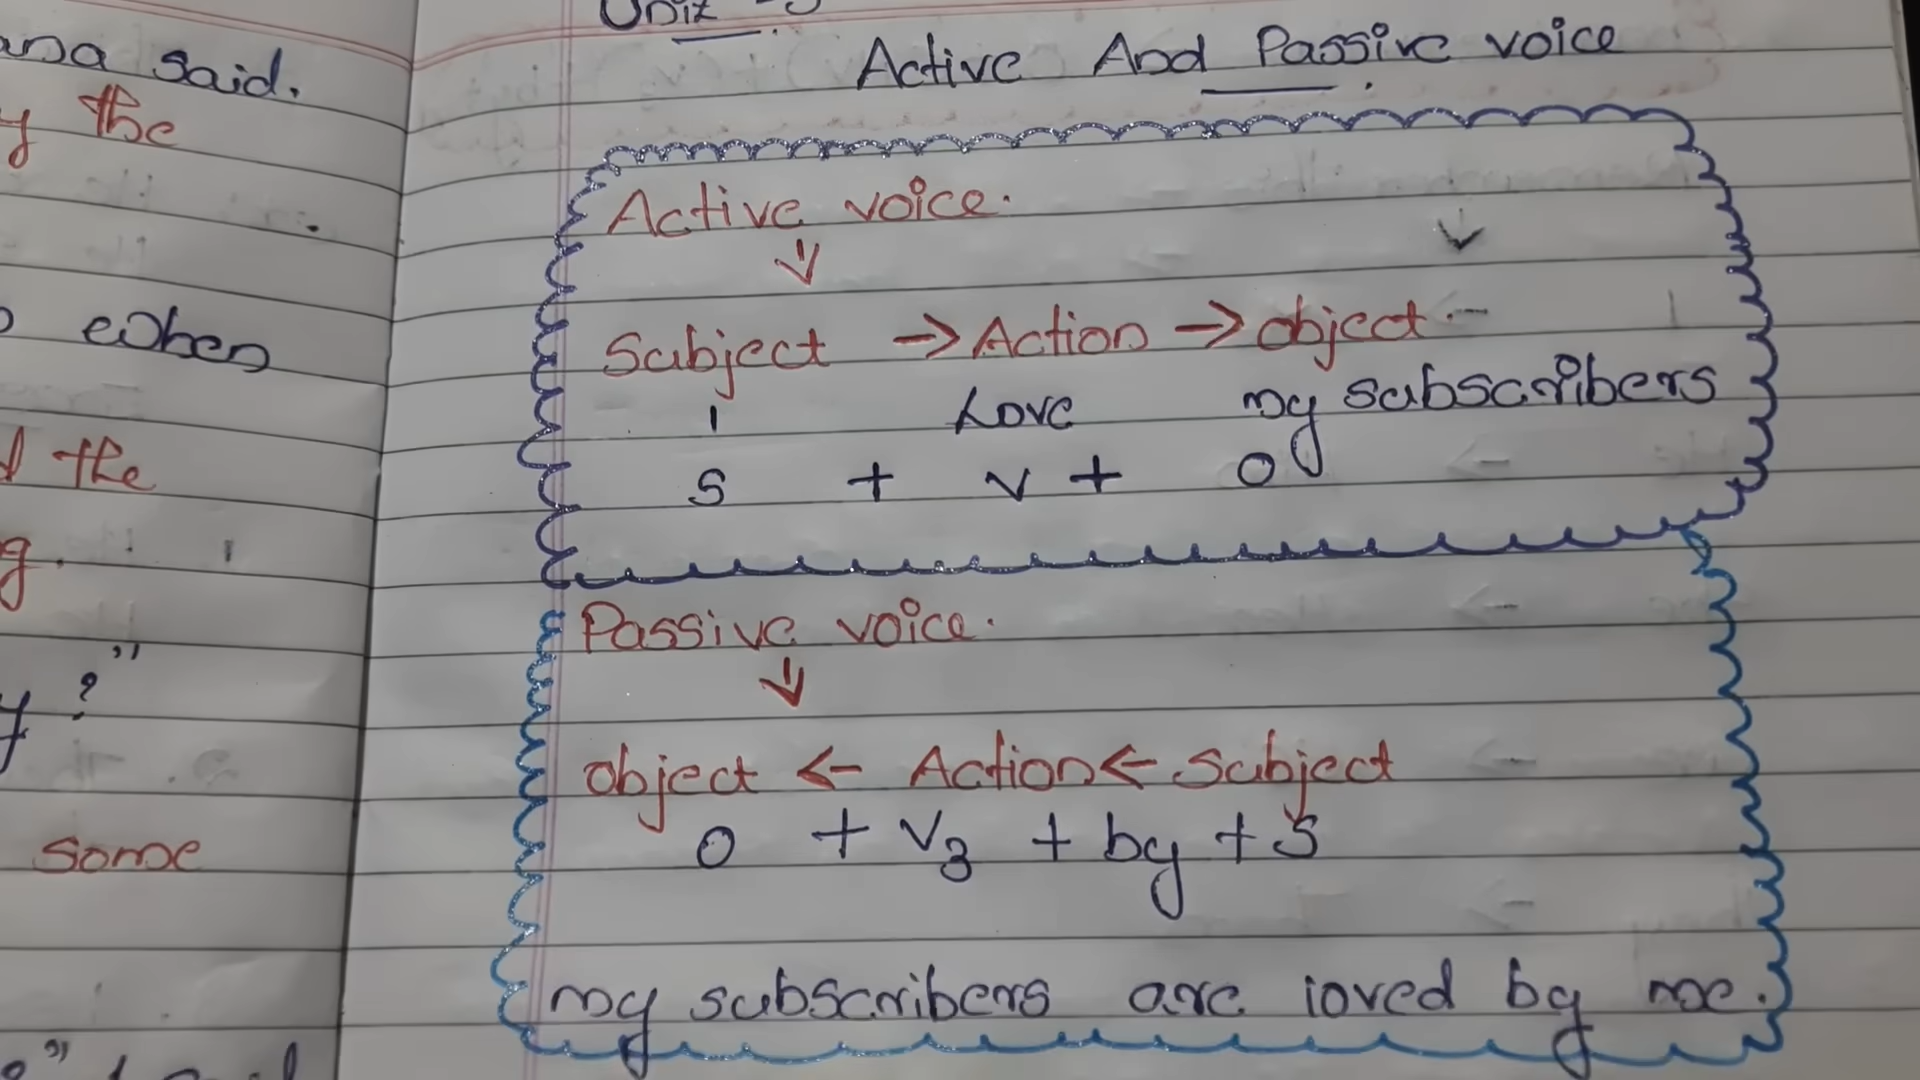 said.
the
when
the
?"
some
Unit
Active And Passive voice
Active voice.
Subject → Action → object
I Love my subscribers
S + V + O
Passive voice.
object ← Action ← Subject
O + V3 + by + S
my subscribers are loved by me.